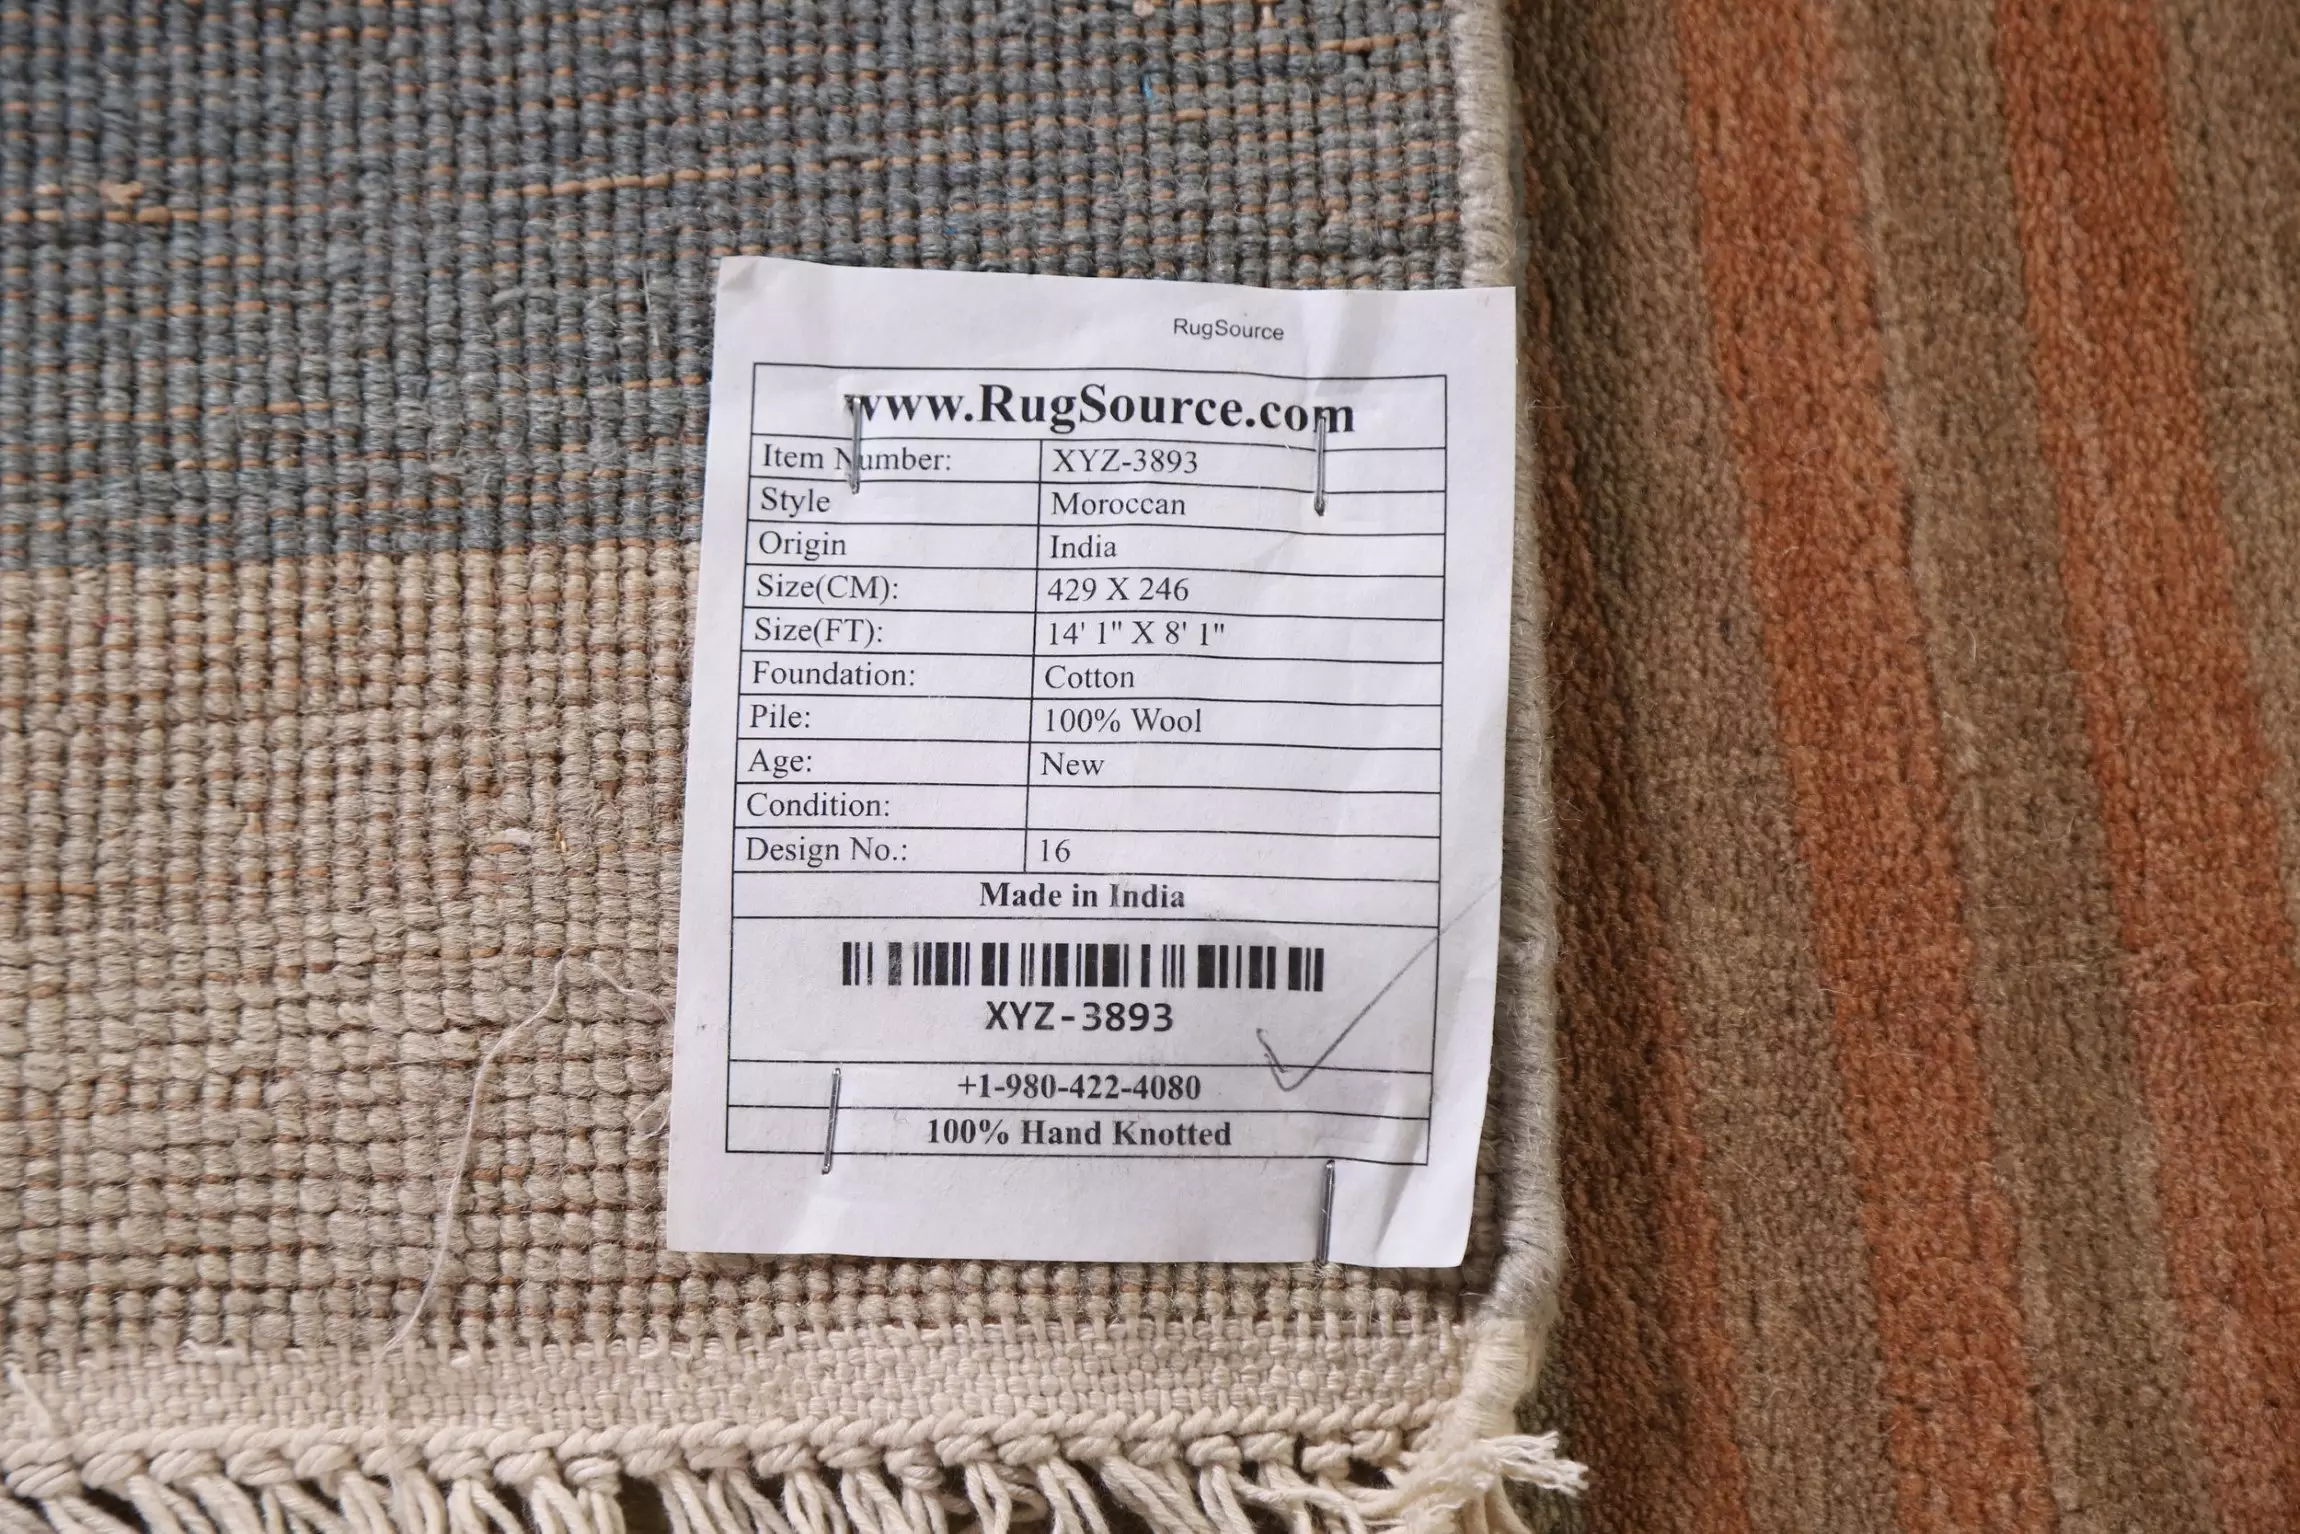 RugSource
www.RugSource.com
Item Number: XYZ-3893
Style Moroccan
Origin India
Size(CM): 429 X 246
Size(FT): 14' 1" X 8' 1"
Foundation: Cotton
Pile: 100% Wool
Age: New
Condition:
Design No.: 16
Made in India
XYZ-3893
+1-980-422-4080
100% Hand Knotted